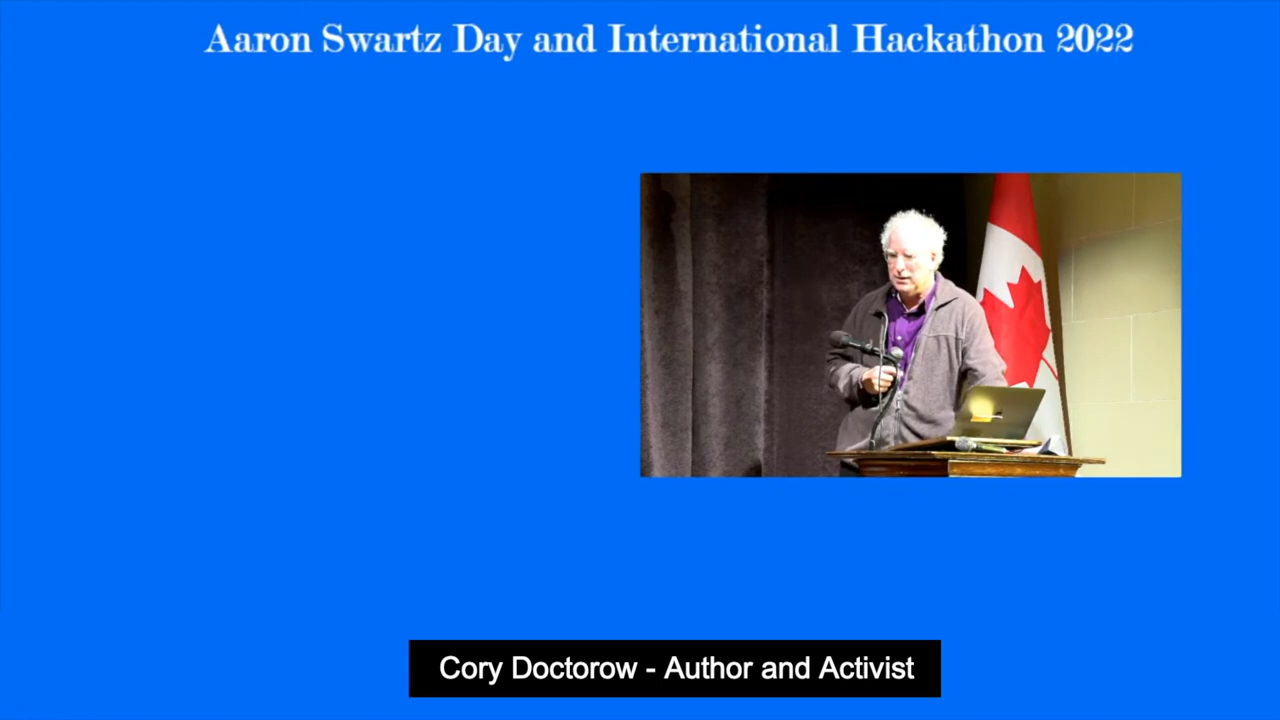 Aaron Swartz Day and International Hackathon 2022
Cory Doctorow - Author and Activist